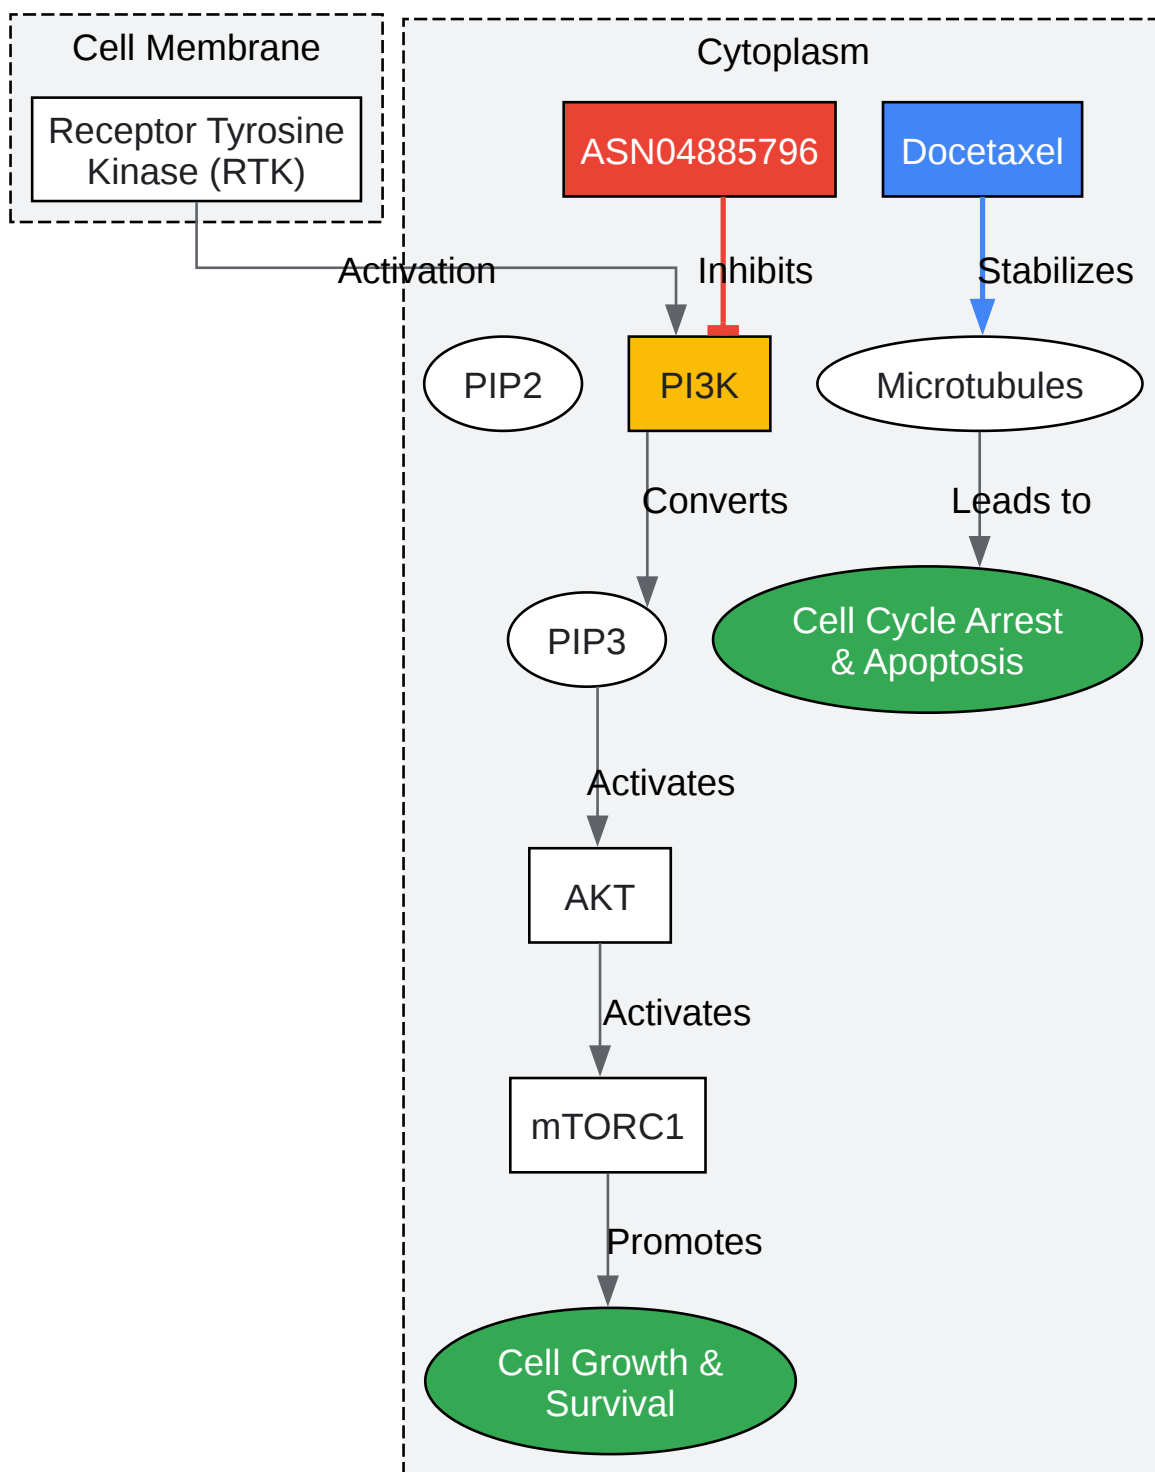 Cell Membrane
Cytoplasm
Receptor Tyrosine
Kinase (RTK)
ASN04885796
Docetaxel
Activation
Inhibits
Stabilizes
PIP2
PI3K
Microtubules
Converts
Leads to
PIP3
Cell Cycle Arrest
& Apoptosis
Activates
AKT
Activates
mTORC1
Promotes
Cell Growth &
Survival